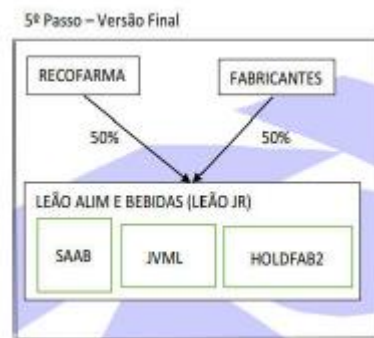 5º Passo – Versão Final
RECOFARMA
FABRICANTES
50%
50%
LEÃO ALIM E BEBIDAS (LEÃO JR)
SAAB
JVML
HOLDFAB2